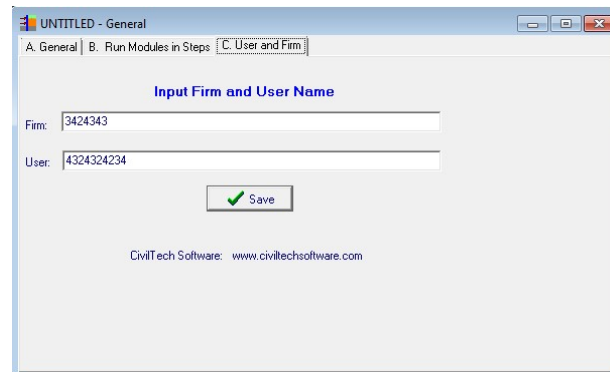 UNTITLED - General
A. General B. Run Modules in Steps C. User and Firm
Input Firm and User Name
Firm: 3424343
User: 4324324234
Save
CivilTech Software: www.civiltechsoftware.com